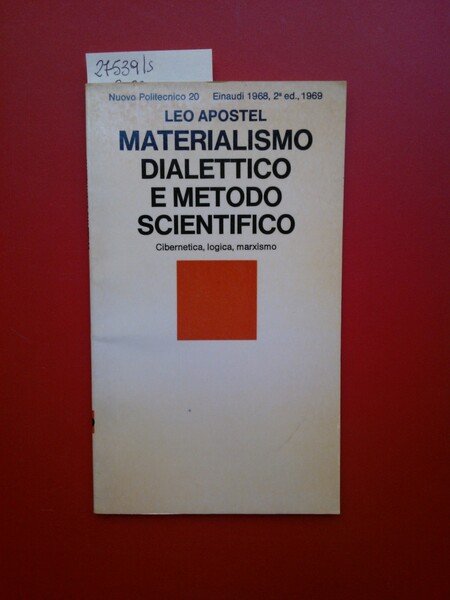 27539/s
Nuovo Politecnico 20 Einaudi 1968, 2ª ed., 1969
LEO APOSTEL
MATERIALISMO
DIALETTICO
E METODO
SCIENTIFICO
Cibernetica, logica, marxismo